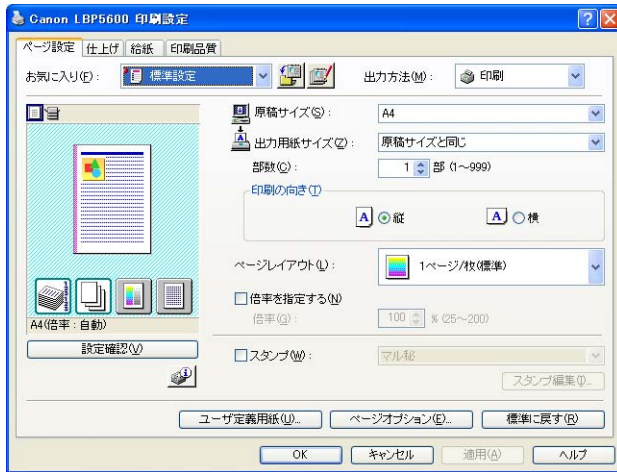 Canon LBP5600 印刷設定
ページ設定 仕上げ 給紙 印刷品質
お気に入り(F): 標準設定 出力方法(M): 印刷
原稿サイズ(S): A4
出力用紙サイズ(Z): 原稿サイズと同じ
部数(C): 1 部 (1～999)
印刷の向き(T)
A 縦 A 横
ページレイアウト(L): 1ページ/枚(標準)
倍率を指定する(N)
倍率(G): 100 % (25～200)
A4(倍率:自動)
設定確認(V)
スタンプ(W): マル秘
スタンプ編集(I)...
ユーザ定義用紙(U)... ページオプション(E)... 標準に戻す(R)
OK キャンセル 適用(A) ヘルプ